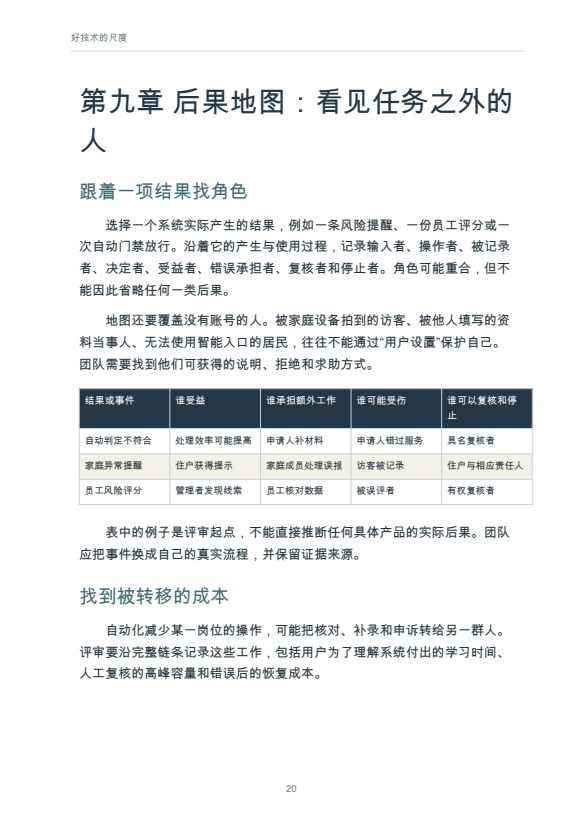 好技术的尺度
第九章 后果地图：看见任务之外的
人
跟着一项结果找角色
选择一个系统实际产生的结果，例如一条风险提醒、一份员工评分或一
次自动门禁放行。沿着它的产生与使用过程，记录输入者、操作者、被记录
者、决定者、受益者、错误承担者、复核者和停止者。角色可能重合，但不
能因此省略任何一类后果。
地图还要覆盖没有账号的人。被家庭设备拍到的访客、被他人填写的资
料当事人、无法使用智能入口的居民，往往不能通过“用户设置”保护自己。
团队需要找到他们可获得的说明、拒绝和求助方式。
结果或事件 谁受益 谁承担额外工作 谁可能受伤 谁可以复核和停
止
自动判定不符合 处理效率可能提高 申请人补材料 申请人错过服务 具名复核者
家庭异常提醒 住户获得提示 家庭成员处理误报 访客被记录 住户与相应责任人
员工风险评分 管理者发现线索 员工核对数据 被误评者 有权复核者
表中的例子是评审起点，不能直接推断任何具体产品的实际后果。团队
应把事件换成自己的真实流程，并保留证据来源。
找到被转移的成本
自动化减少某一岗位的操作，可能把核对、补录和申诉转给另一群人。
评审要沿完整链条记录这些工作，包括用户为了理解系统付出的学习时间、
人工复核的高峰容量和错误后的恢复成本。
20